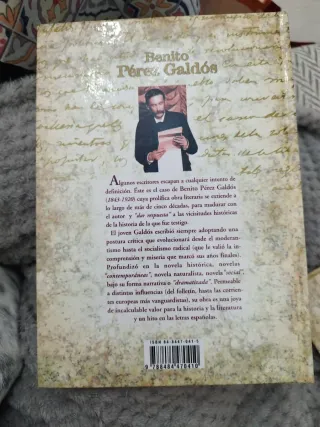 Benito
Pérez Galdós
Algunos escritores escapan a cualquier intento de
definición. Este es el caso de Benito Pérez Galdós
(1843-1920) cuya prolífica obra literaria se extiende a
lo largo de más de cinco décadas, para madurar con
el autor y "dar respuesta" a las vicisitudes históricas
de la historia de lo que fue testigo.
El joven Galdós escribió siempre adoptando una
postura crítica que evolucionará desde el moderan-
tismo hasta el socialismo radical (que le valió la in-
comprensión y miseria que marcó sus años finales).
Profundizó en la novela histórica, novelas
"contemporáneas", novela naturalista, novela "social",
bajo su forma narrativa o "dramatizada". Permeable
a distintas influencias (del folletín, hasta las corrien-
tes europeas más vanguardistas), su obra es una joya
de incalculable valor para la historia y la literatura
y un hito en las letras españolas.
9 788484 470410